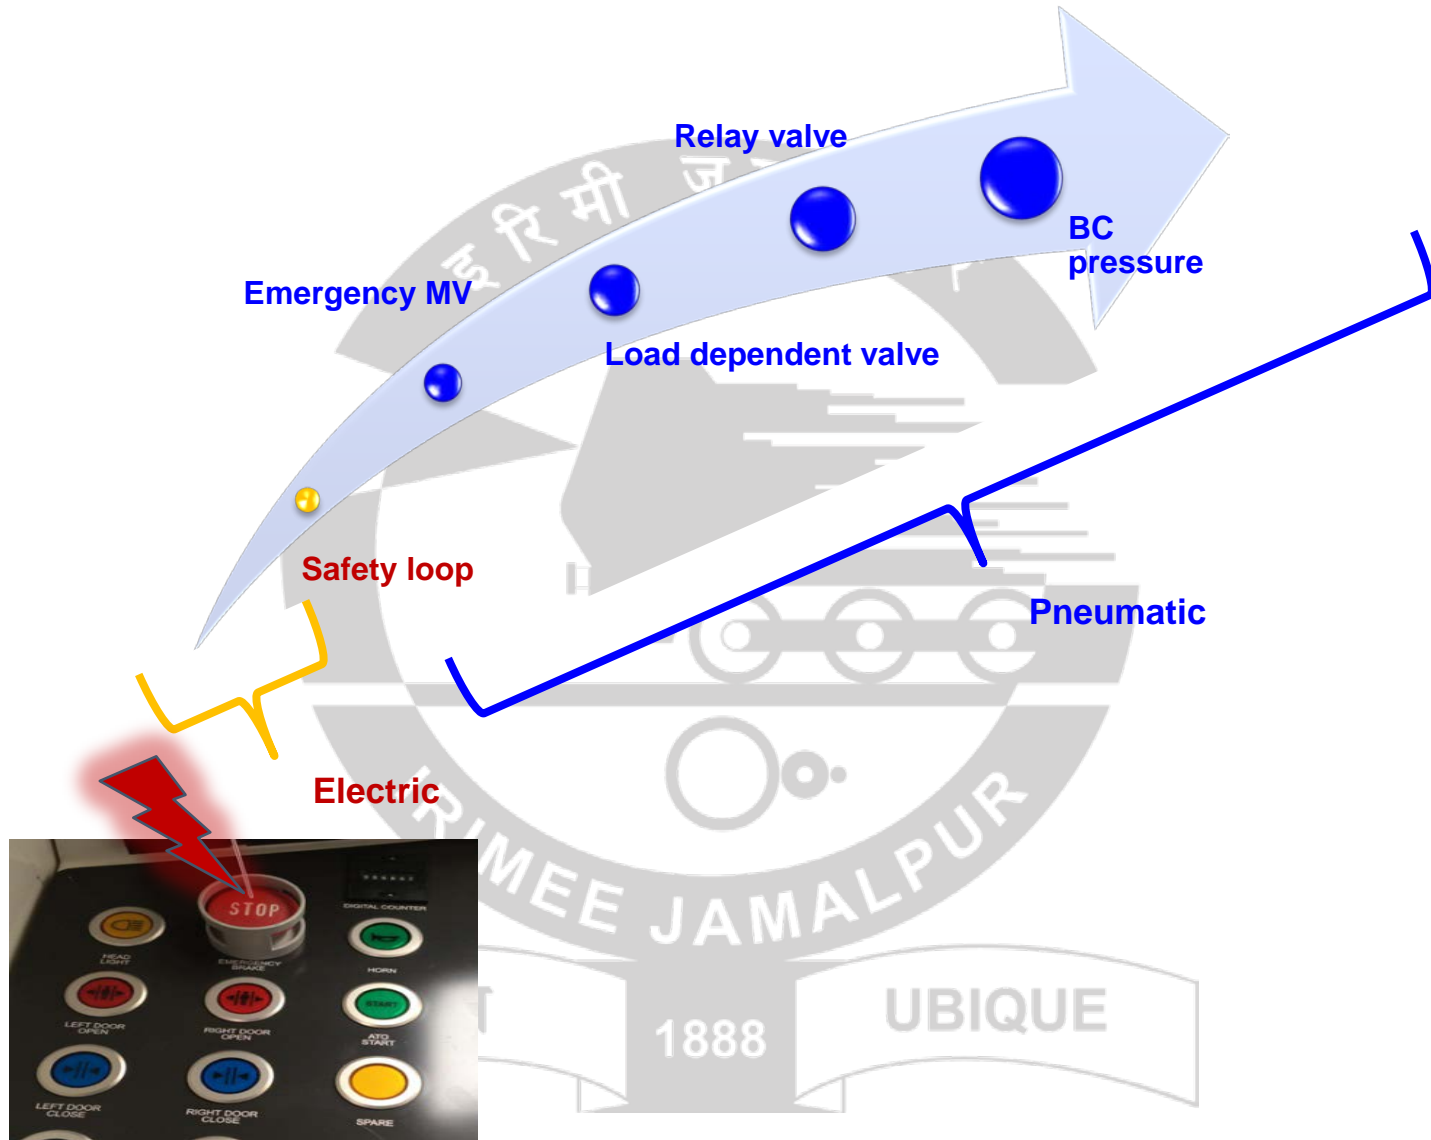 Relay valve
BC
pressure
Emergency MV
Load dependent valve
Safety loop
Pneumatic
Electric
इरिमी
IRIMEE JAMALPUR
UBIQUE
1888
STOP
DIGITAL COUNTER
HEAD
LIGHT
EMERGENCY
BRAKE
HORN
LEFT DOOR
OPEN
RIGHT DOOR
OPEN
START
ATO
START
LEFT DOOR
CLOSE
RIGHT DOOR
CLOSE
SPARE